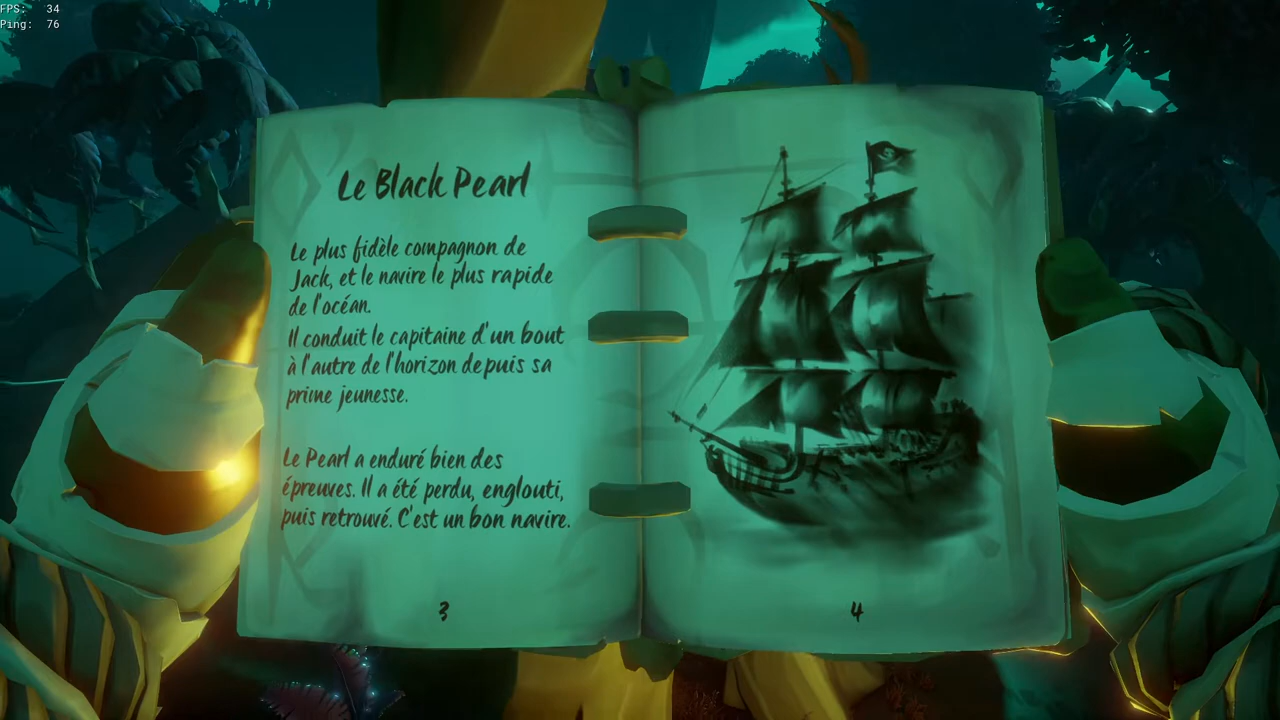 FPS: 34
Ping: 76
Le Black Pearl
Le plus fidèle compagnon de
Jack, et le navire le plus rapide
de l'océan.
Il conduit le capitaine d'un bout
à l'autre de l'horizon depuis sa
prime jeunesse.
Le Pearl a enduré bien des
épreuves. Il a été perdu, englouti,
puis retrouvé. C'est un bon navire.
3
4